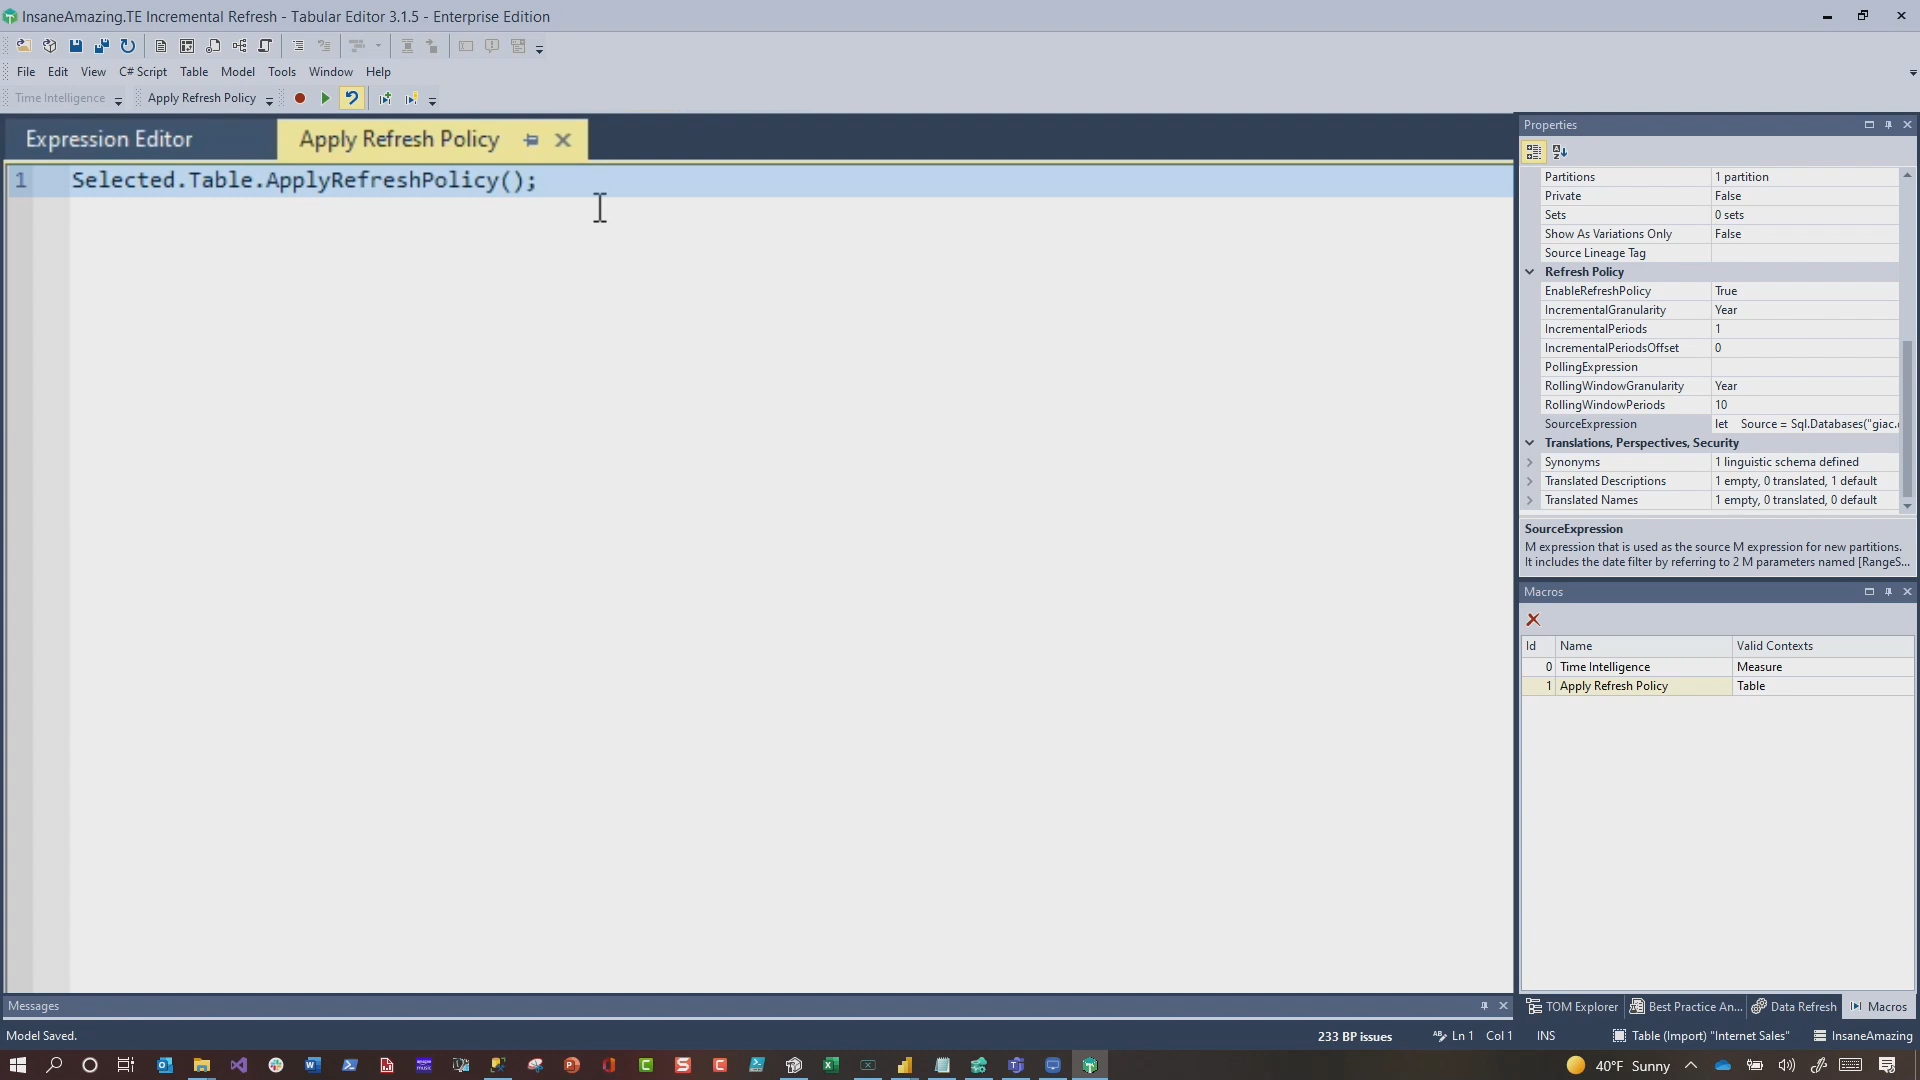 InsaneAmazing.TE Incremental Refresh - Tabular Editor 3.1.5 - Enterprise Edition
File Edit View C# Script Table Model Tools Window Help
Time Intelligence Apply Refresh Policy
Expression Editor Apply Refresh Policy
1 Selected.Table.ApplyRefreshPolicy();
Properties
Partitions 1 partition
Private False
Sets 0 sets
Show As Variations Only False
Source Lineage Tag
Refresh Policy
EnableRefreshPolicy True
IncrementalGranularity Year
IncrementalPeriods 1
IncrementalPeriodsOffset 0
PollingExpression
RollingWindowGranularity Year
RollingWindowPeriods 10
SourceExpression let Source = Sql.Databases("giac.
Translations, Perspectives, Security
Synonyms 1 linguistic schema defined
Translated Descriptions 1 empty, 0 translated, 1 default
Translated Names 1 empty, 0 translated, 0 default
SourceExpression
M expression that is used as the source M expression for new partitions.
It includes the date filter by referring to 2 M parameters named [RangeS...
Macros
Id Name Valid Contexts
0 Time Intelligence Measure
1 Apply Refresh Policy Table
TOM Explorer Best Practice An... Data Refresh Macros
Messages
Model Saved. 233 BP issues Ln 1 Col 1 INS Table (Import) "Internet Sales" InsaneAmazing
40°F Sunny